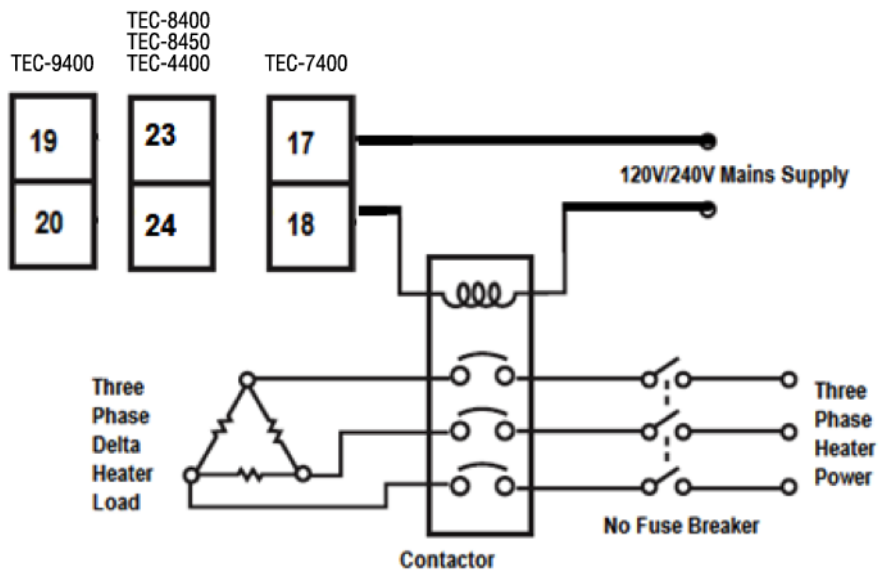 TEC-8400
TEC-8450
TEC-9400 TEC-4400 TEC-7400
19 23 17
120V/240V Mains Supply
20 24 18
Three
Phase
Delta
Heater
Load
Three
Phase
Heater
Power
No Fuse Breaker
Contactor